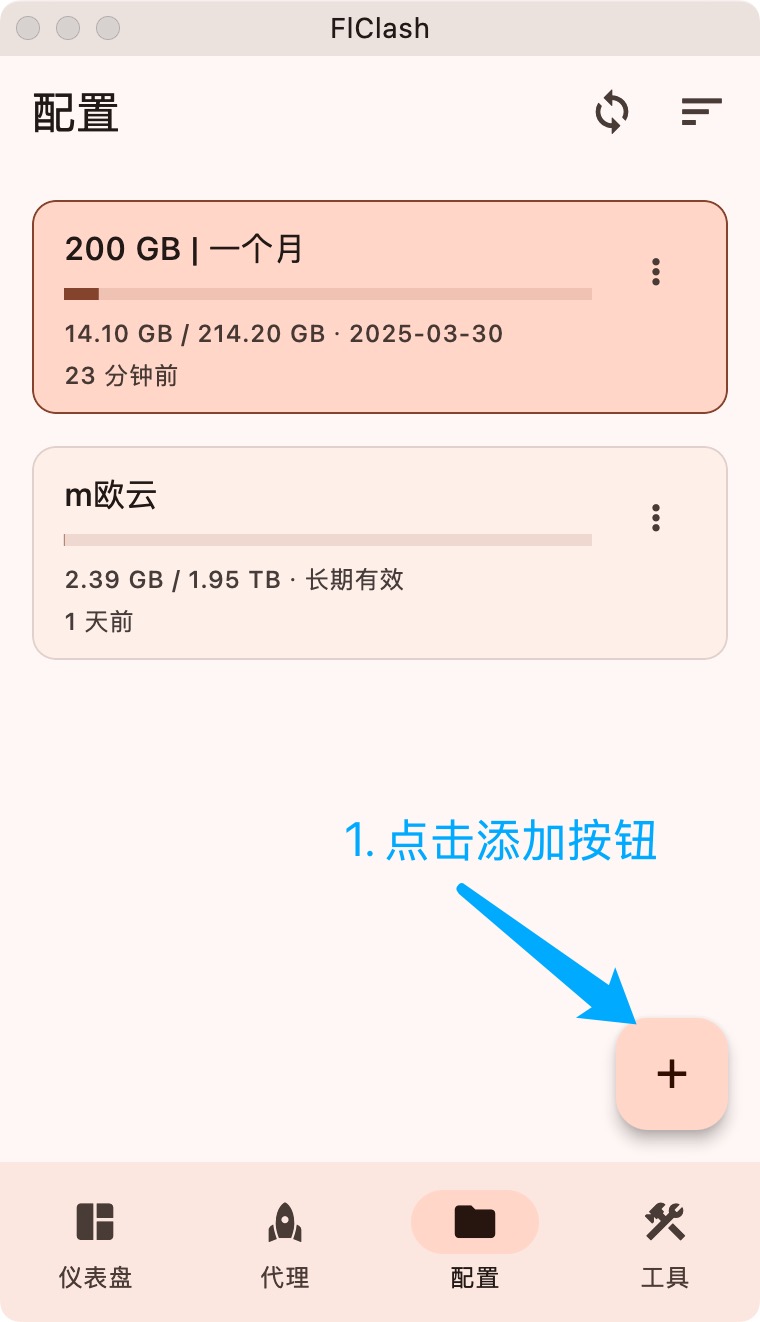 FlClash
配置
200 GB | 一个月
14.10 GB / 214.20 GB · 2025-03-30
23 分钟前
m欧云
2.39 GB / 1.95 TB · 长期有效
1 天前
1. 点击添加按钮
仪表盘
代理
配置
工具